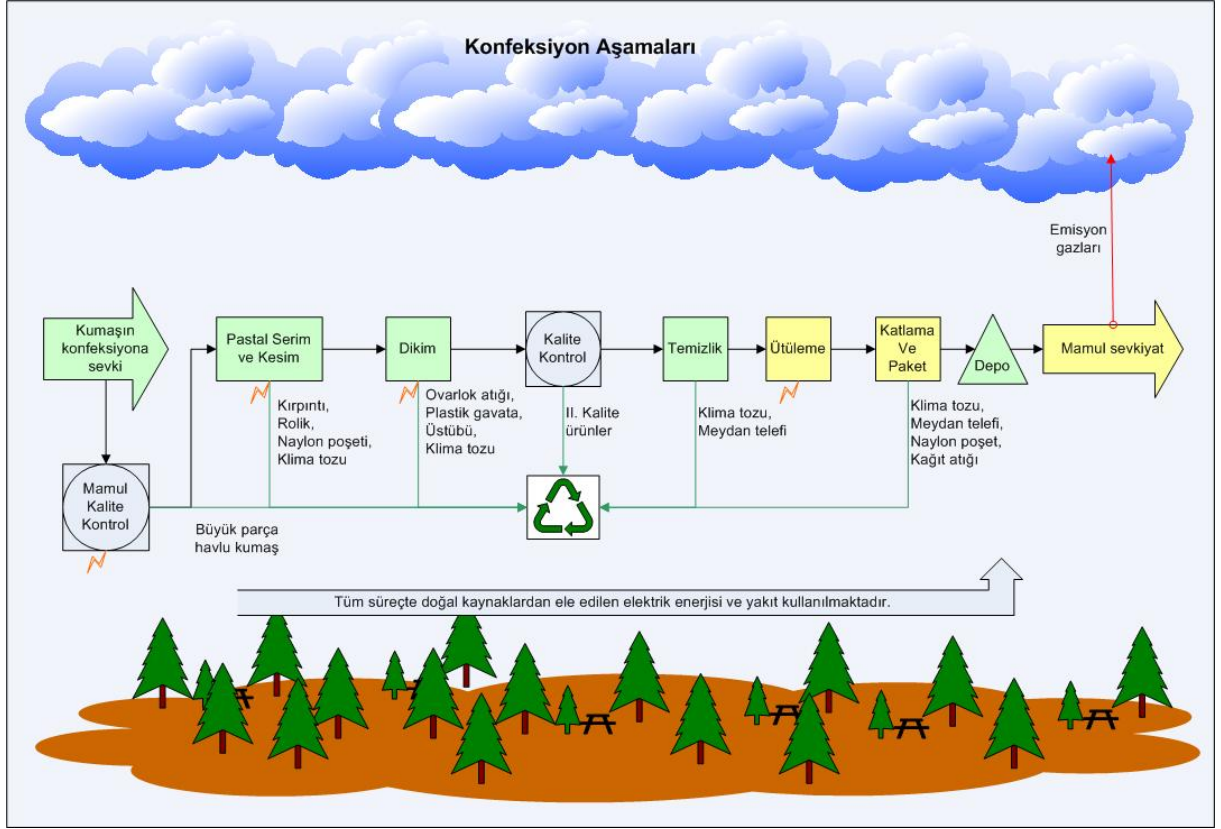 Konfeksiyon Aşamaları
Emisyon
gazları
Kumaşın
konfeksiyona
sevki
Pastal Serim
ve Kesim
Dikim
Kalite
Kontrol
Temizlik
Ütüleme
Katlama
Ve
Paket
Depo
Mamul sevkiyat
Kırpıntı,
Rolik,
Naylon poşeti,
Klima tozu
Ovarlok atığı,
Plastik gavata,
Üstübü,
Klima tozu
II. Kalite
ürünler
Klima tozu,
Meydan telefi
Klima tozu,
Meydan telefi,
Naylon poşet,
Kağıt atığı
Mamul
Kalite
Kontrol
Büyük parça
havlu kumaş
Tüm süreçte doğal kaynaklardan ele edilen elektrik enerjisi ve yakıt kullanılmaktadır.